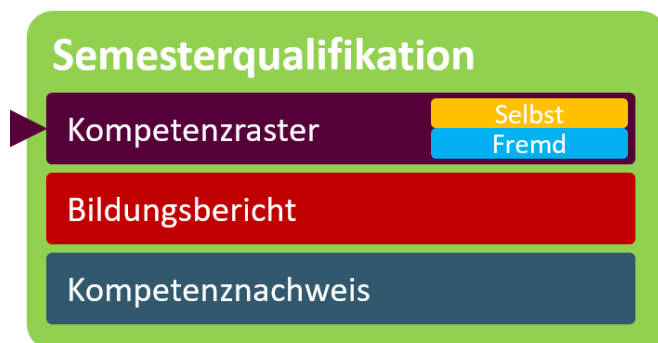 Semesterqualifikation
Kompetenzraster
Selbst
Fremd
Bildungsbericht
Kompetenznachweis